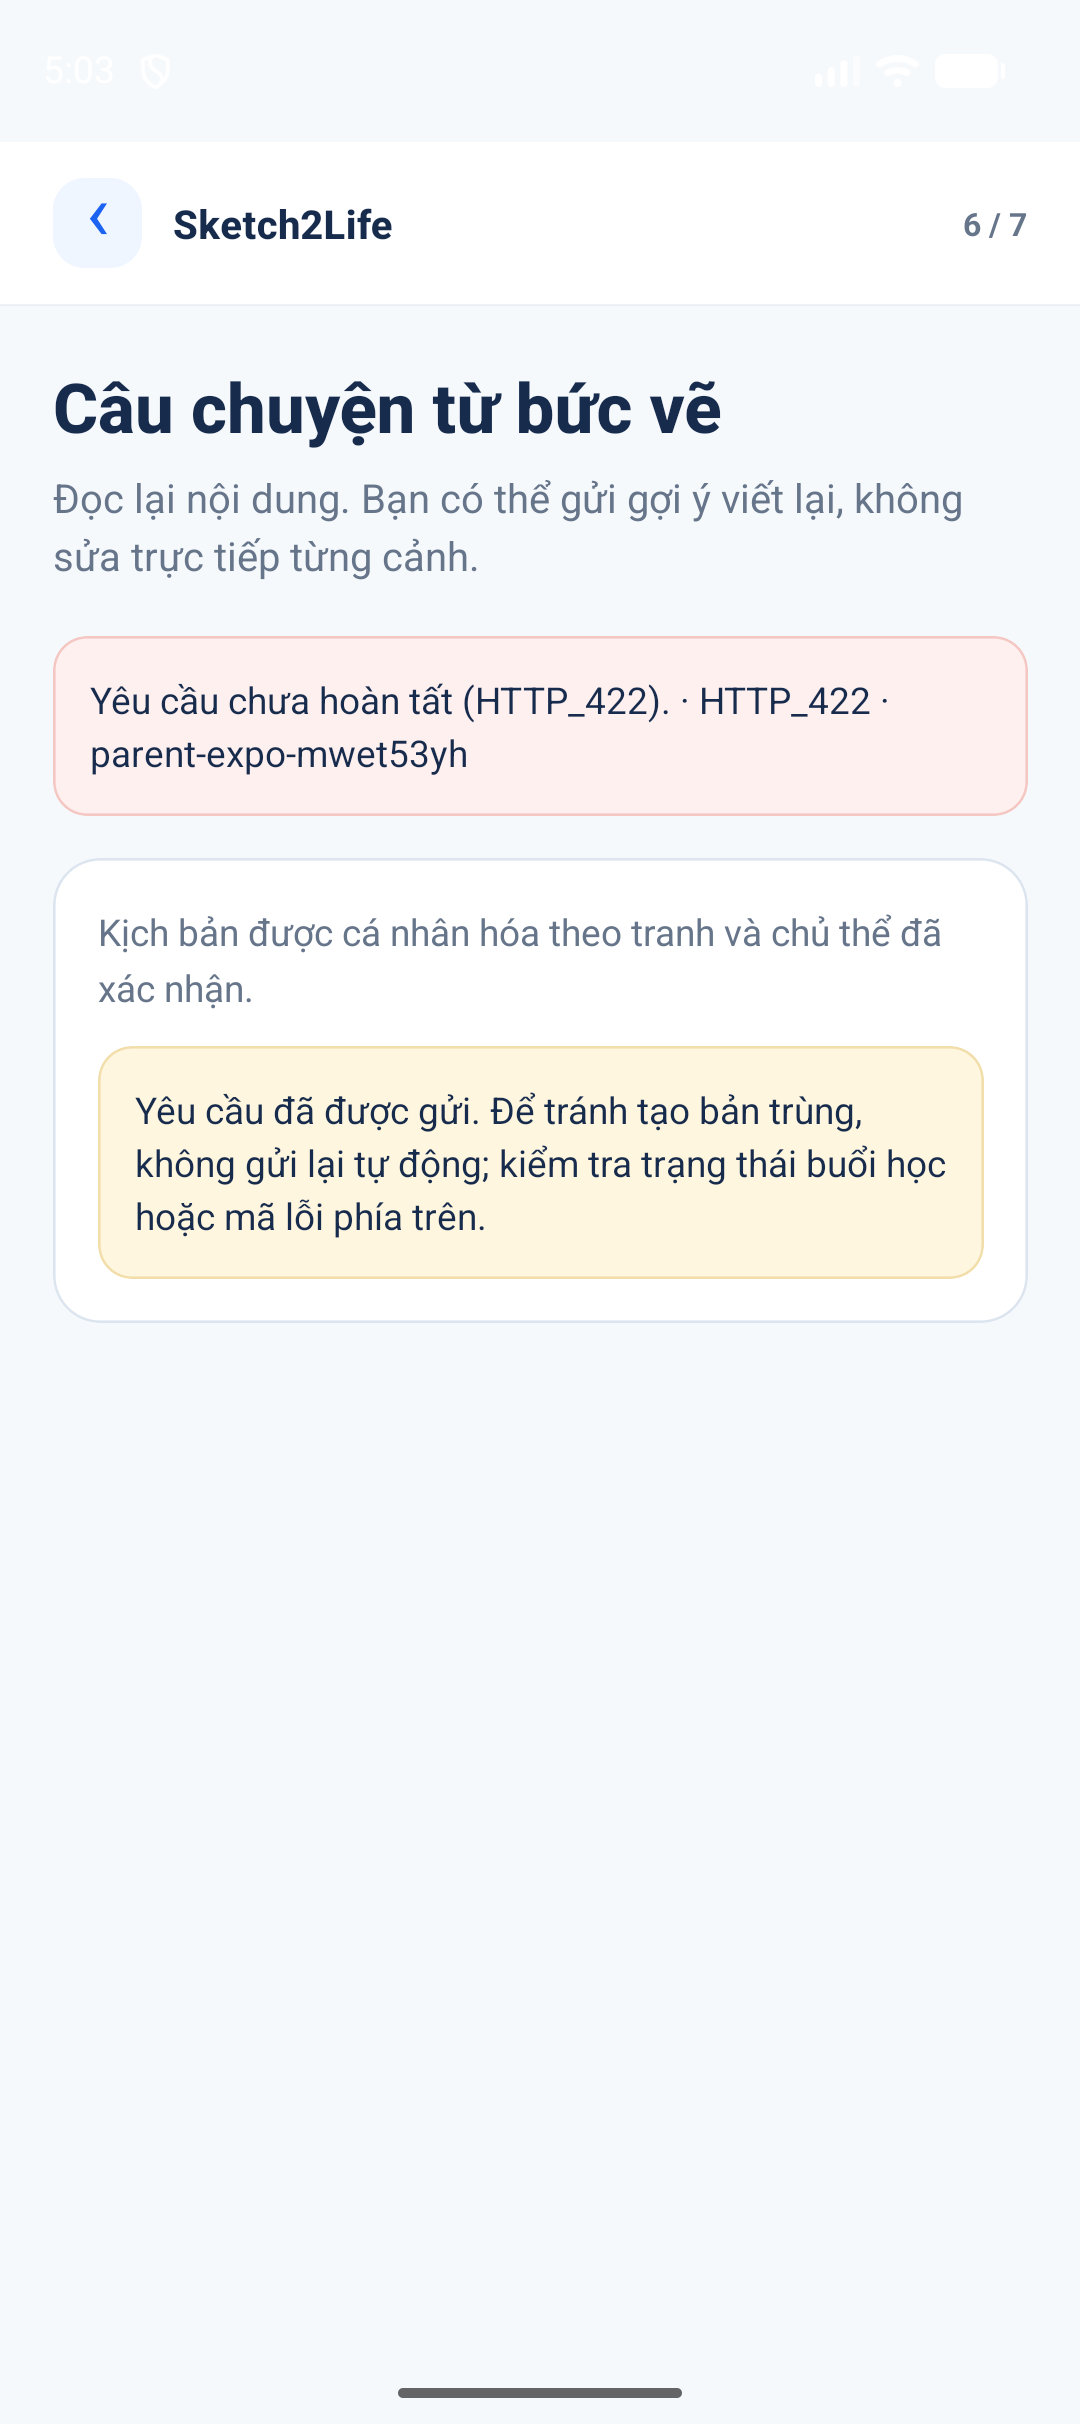 5:03
Sketch2Life
6 / 7
Câu chuyện từ bức vẽ
Đọc lại nội dung. Bạn có thể gửi gợi ý viết lại, không
sửa trực tiếp từng cảnh.
Yêu cầu chưa hoàn tất (HTTP_422). · HTTP_422 ·
parent-expo-mwet53yh
Kịch bản được cá nhân hóa theo tranh và chủ thể đã
xác nhận.
Yêu cầu đã được gửi. Để tránh tạo bản trùng,
không gửi lại tự động; kiểm tra trạng thái buổi học
hoặc mã lỗi phía trên.